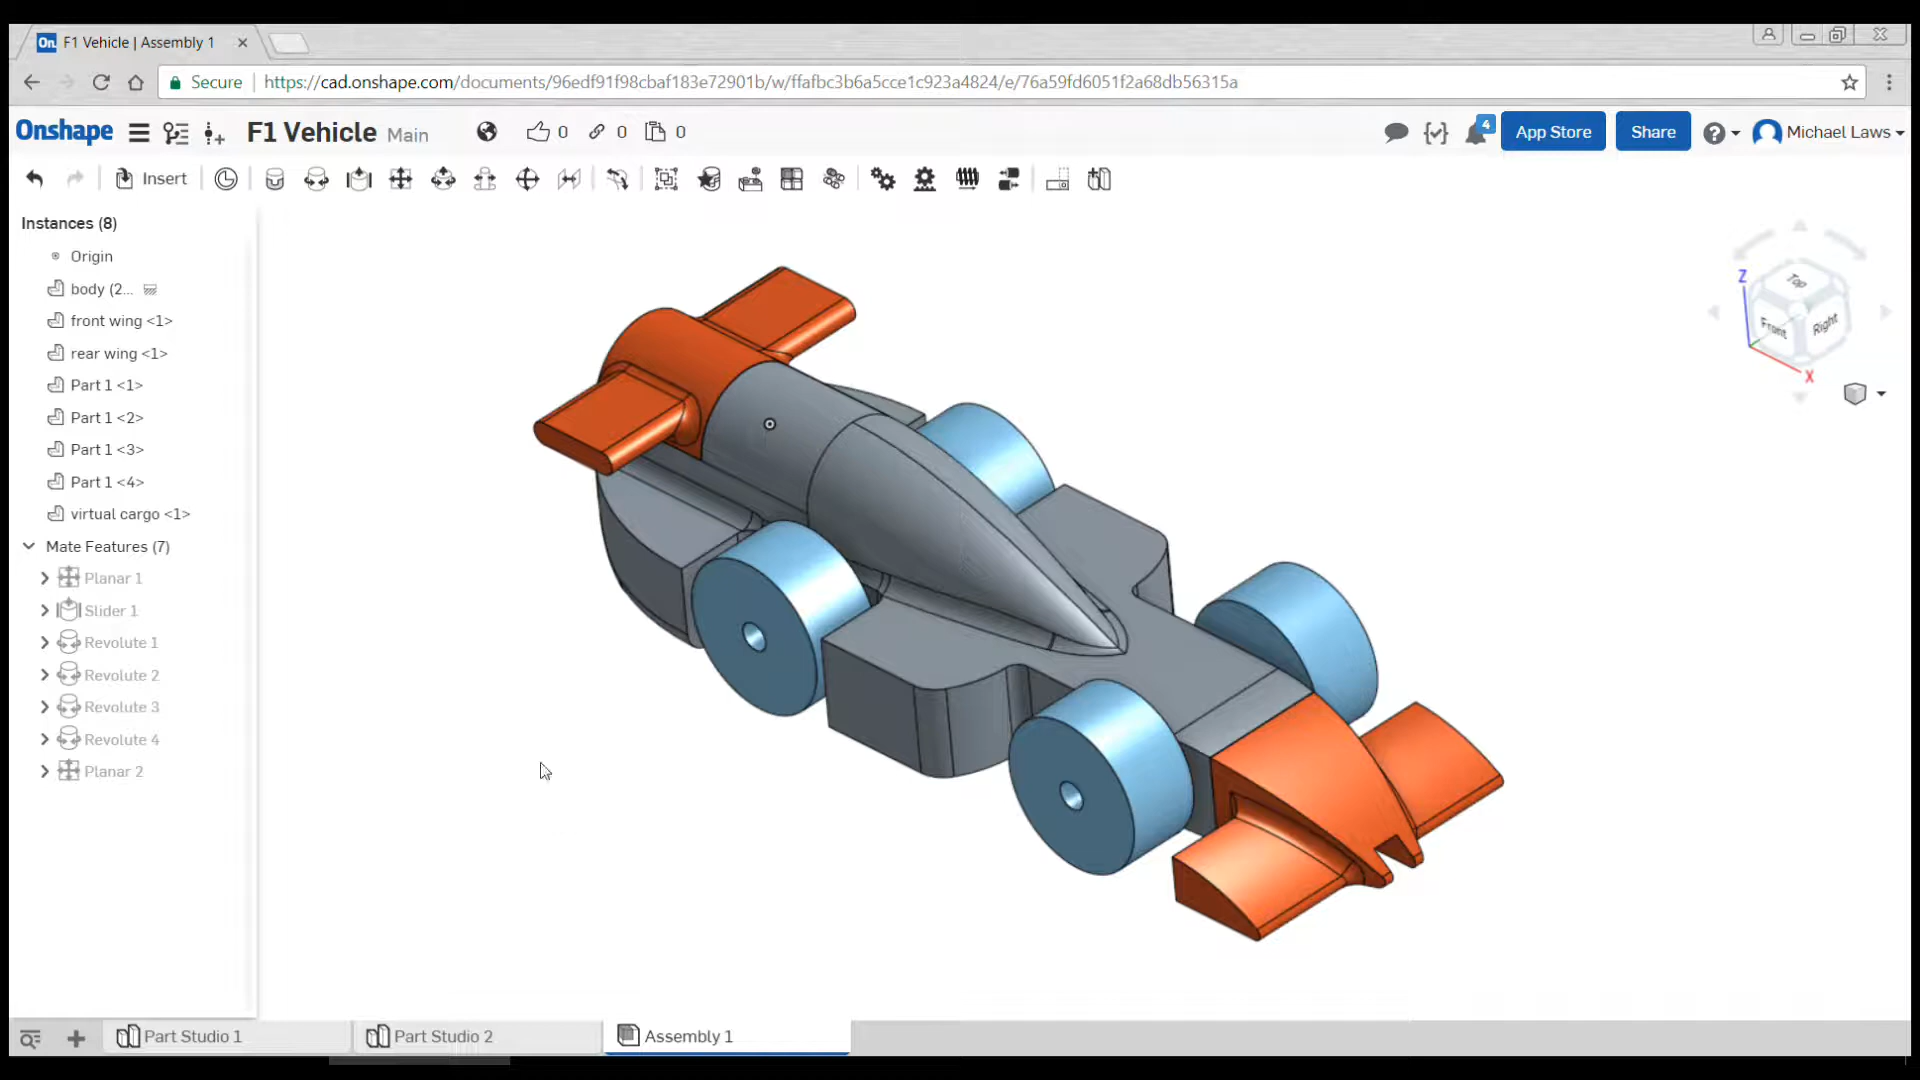 On F1 Vehicle | Assembly 1
Secure https://cad.onshape.com/documents/96edf91f98cbaf183e72901b/w/ffafbc3b6a5cce1c923a4824/e/76a59fd6051f2a68db56315a
Onshape F1 Vehicle Main 0 0 0 4 App Store Share Michael Laws
Insert
Instances (8)
Origin
body (2...
front wing <1>
rear wing <1>
Part 1 <1>
Part 1 <2>
Part 1 <3>
Part 1 <4>
virtual cargo <1>
Mate Features (7)
Planar 1
Slider 1
Revolute 1
Revolute 2
Revolute 3
Revolute 4
Planar 2
Z
Top
Front Right
X
Part Studio 1 Part Studio 2 Assembly 1